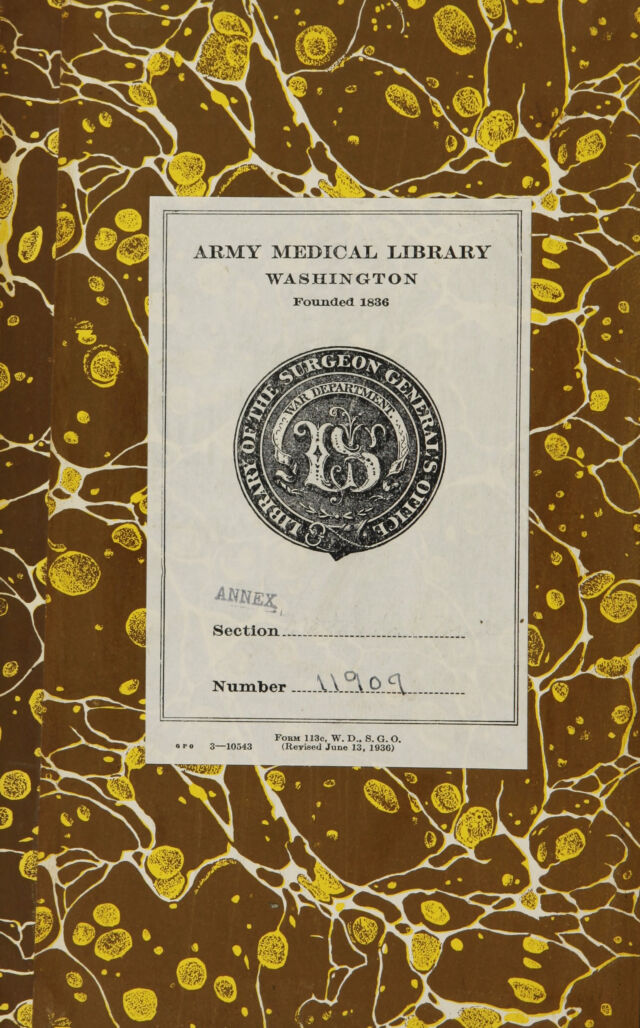 ARMY MEDICAL LIBRARY
WASHINGTON
Founded 1836
LIBRARY OF THE SURGEON GENERAL'S OFFICE
WAR DEPARTMENT
LS
ANNEX
Section
Number 11909
FORM 113c, W. D., S. G. O.
GPO 3—10543 (Revised June 13, 1936)